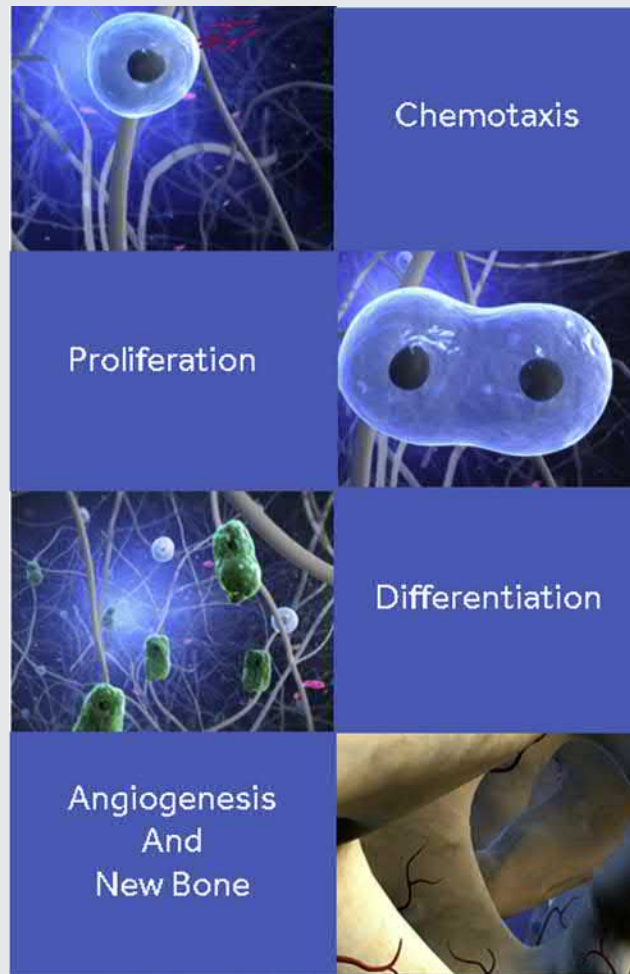 Chemotaxis
Proliferation
Differentiation
Angiogenesis
And
New Bone